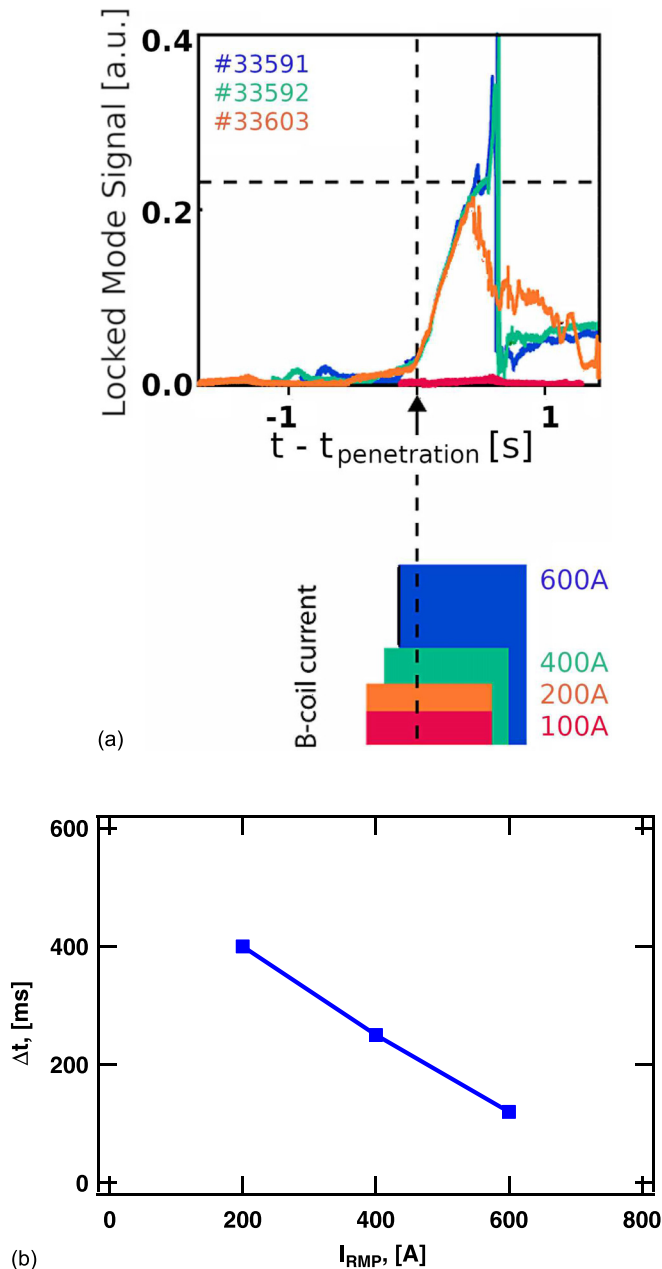 Locked Mode Signal [a.u.]
0.4
0.2
0.0
#33591
#33592
#33603
-1
1
t - tpenetration [s]
B-coil current
600A
400A
200A
100A
(a)
Δt, [ms]
600
400
200
0
0
200
400
600
800
IRMP, [A]
(b)